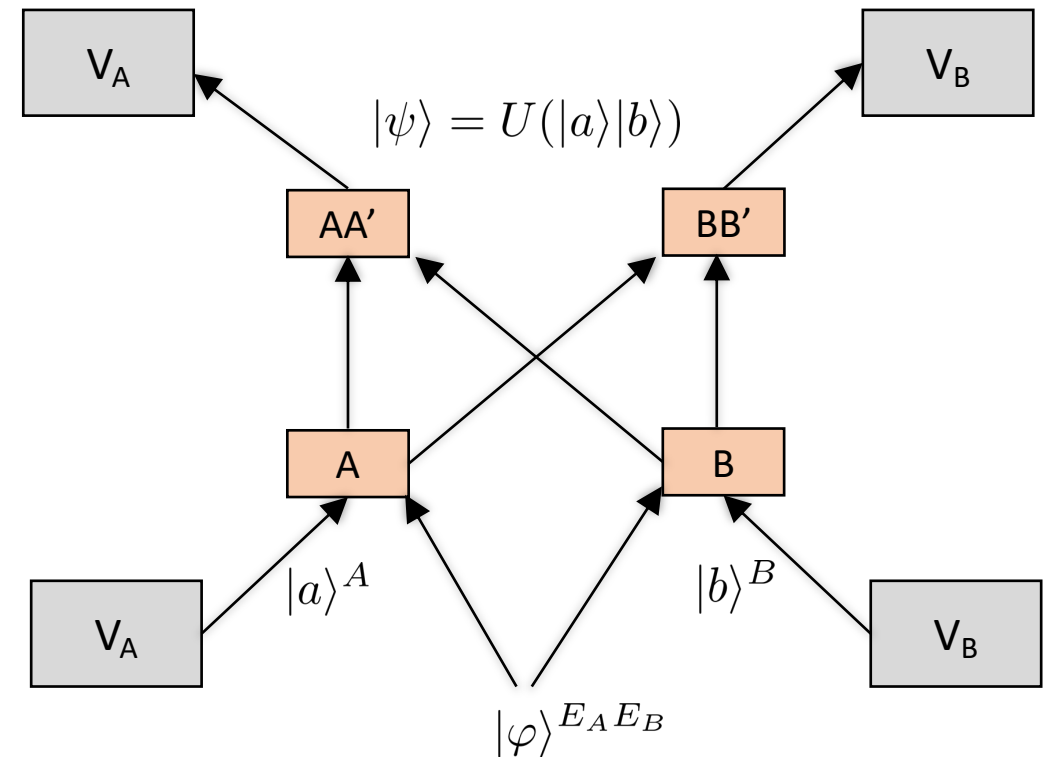 V_A
V_B
|ψ⟩ = U(|a⟩|b⟩)
AA’
BB’
A
B
|a⟩^A
|b⟩^B
V_A
V_B
|φ⟩^{E_A E_B}